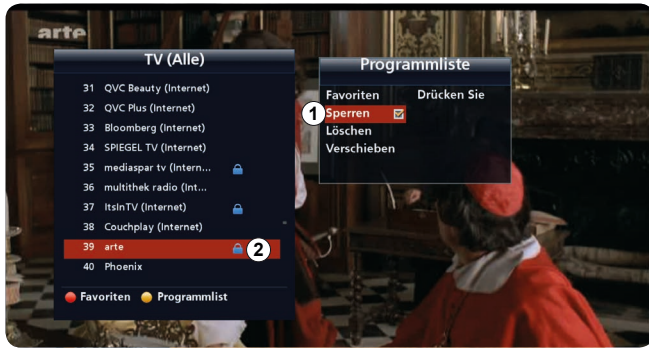 arte
TV (Alle)
31 QVC Beauty (Internet)
32 QVC Plus (Internet)
33 Bloomberg (Internet)
34 SPIEGEL TV (Internet)
35 mediaspar tv (Intern...
36 multithek radio (Int...
37 ItsInTV (Internet)
38 Couchplay (Internet)
39 arte 2
40 Phoenix
Favoriten Programmlist
Programmliste
Favoriten Drücken Sie
1 Sperren
Löschen
Verschieben